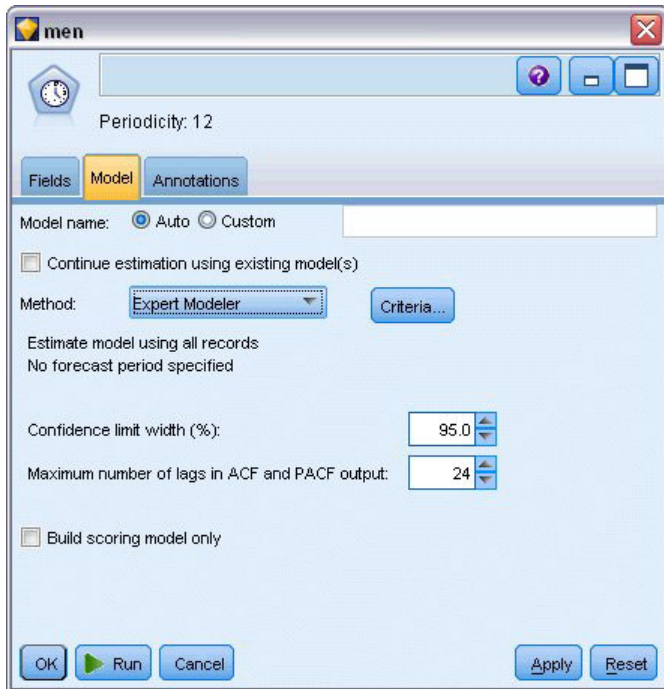 men
Periodicity: 12
Fields Model Annotations
Model name: Auto Custom
Continue estimation using existing model(s)
Method: Expert Modeler Criteria...
Estimate model using all records
No forecast period specified
Confidence limit width (%): 95.0
Maximum number of lags in ACF and PACF output: 24
Build scoring model only
OK Run Cancel Apply Reset